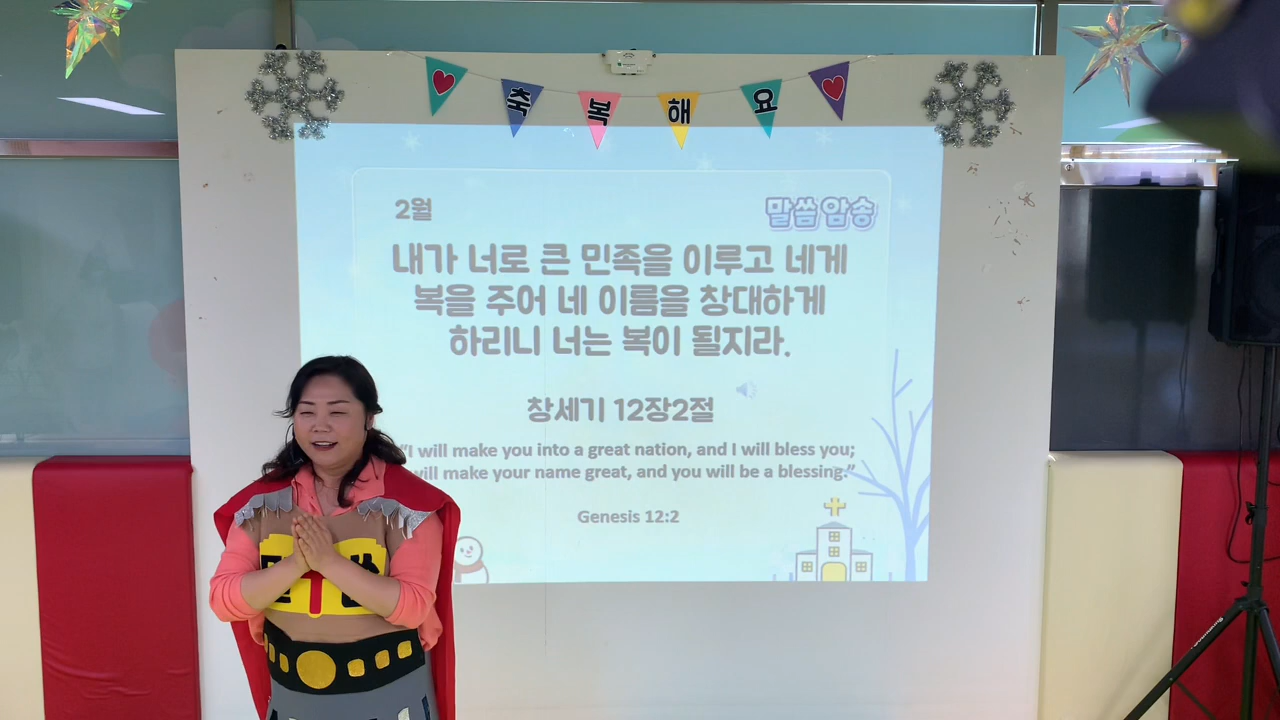 축복해요
2월
말씀 암송
내가 너로 큰 민족을 이루고 네게
복을 주어 네 이름을 창대하게
하리니 너는 복이 될지라.
창세기 12장2절
"I will make you into a great nation, and I will bless you;
will make your name great, and you will be a blessing."
Genesis 12:2